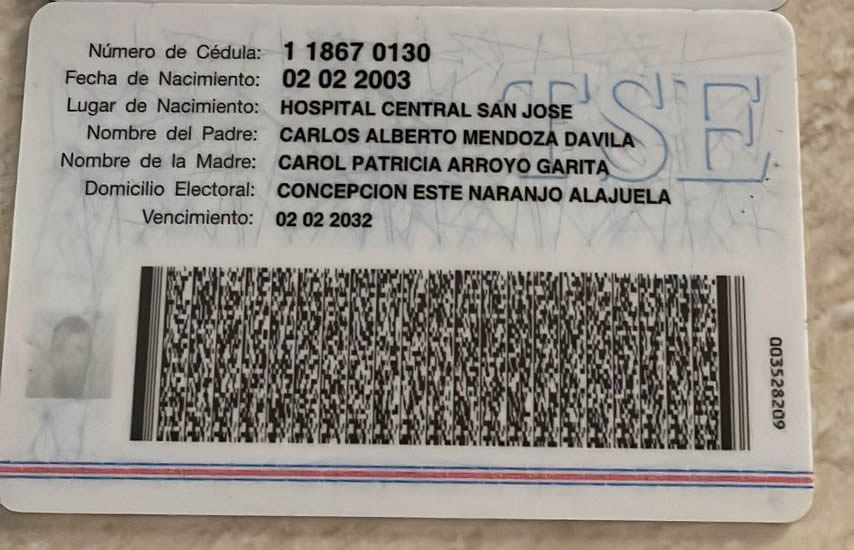 Número de Cédula: 1 1867 0130
Fecha de Nacimiento: 02 02 2003
Lugar de Nacimiento: HOSPITAL CENTRAL SAN JOSE
Nombre del Padre: CARLOS ALBERTO MENDOZA DAVILA
Nombre de la Madre: CAROL PATRICIA ARROYO GARITA
Domicilio Electoral: CONCEPCION ESTE NARANJO ALAJUELA
Vencimiento: 02 02 2032
TSE
003528209